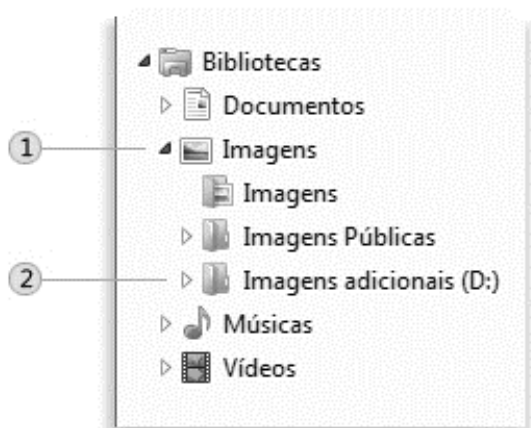 Bibliotecas
Documentos
1 Imagens
Imagens
Imagens Públicas
2 Imagens adicionais (D:)
Músicas
Vídeos